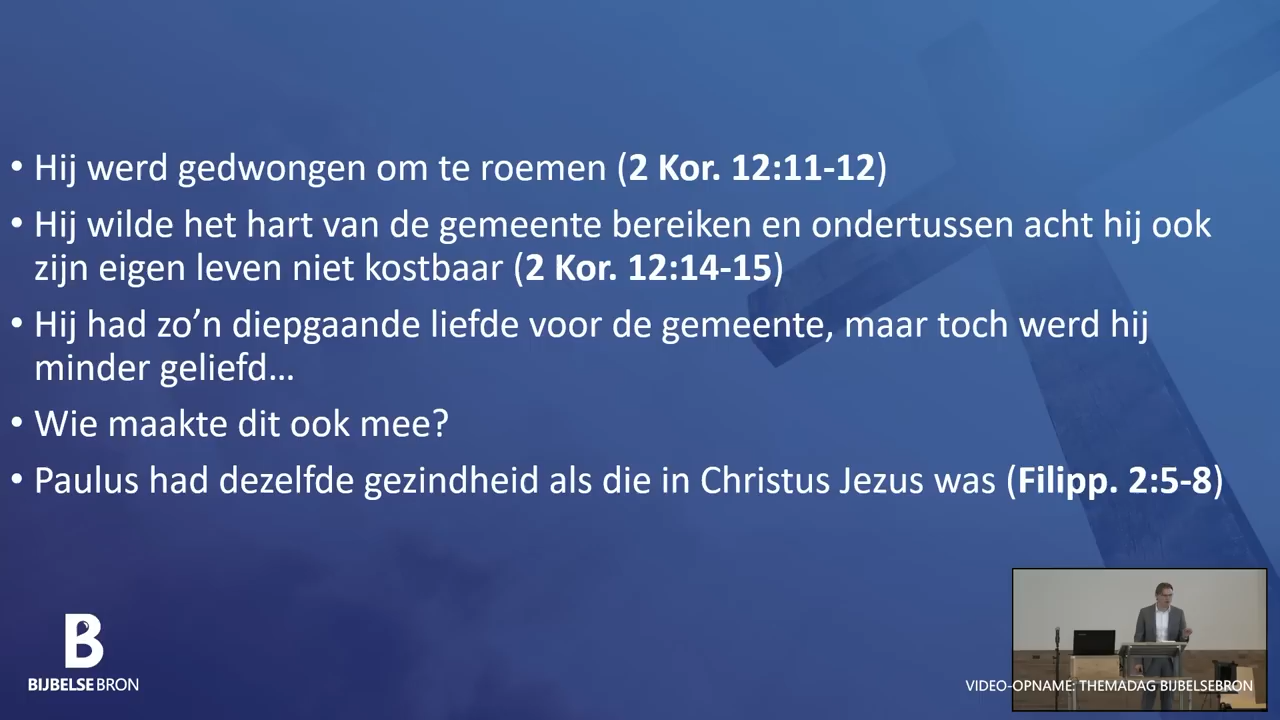 • Hij werd gedwongen om te roemen (2 Kor. 12:11-12)
• Hij wilde het hart van de gemeente bereiken en ondertussen acht hij ook
zijn eigen leven niet kostbaar (2 Kor. 12:14-15)
• Hij had zo’n diepgaande liefde voor de gemeente, maar toch werd hij
minder geliefd…
• Wie maakte dit ook mee?
• Paulus had dezelfde gezindheid als die in Christus Jezus was (Filipp. 2:5-8)
B
BIJBELSEBRON
VIDEO-OPNAME: THEMADAG BIJBELSEBRON